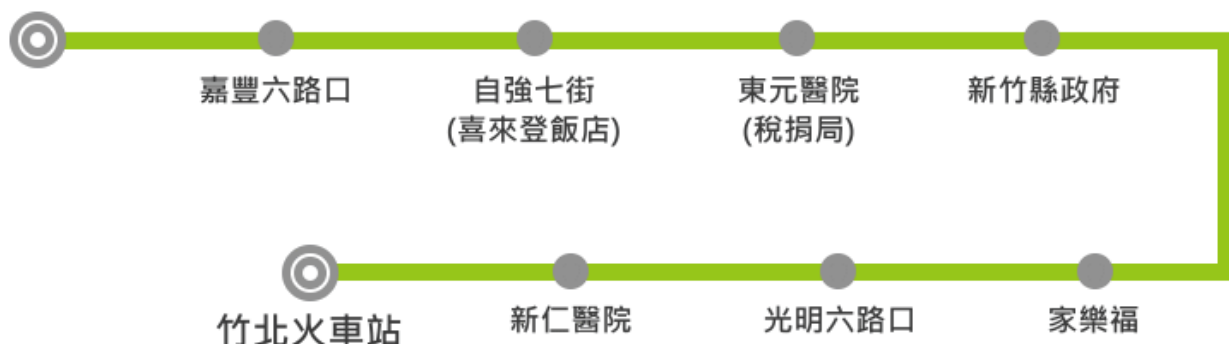 嘉豐六路口
自強七街
(喜來登飯店)
東元醫院
(稅捐局)
新竹縣政府
竹北火車站
新仁醫院
光明六路口
家樂福